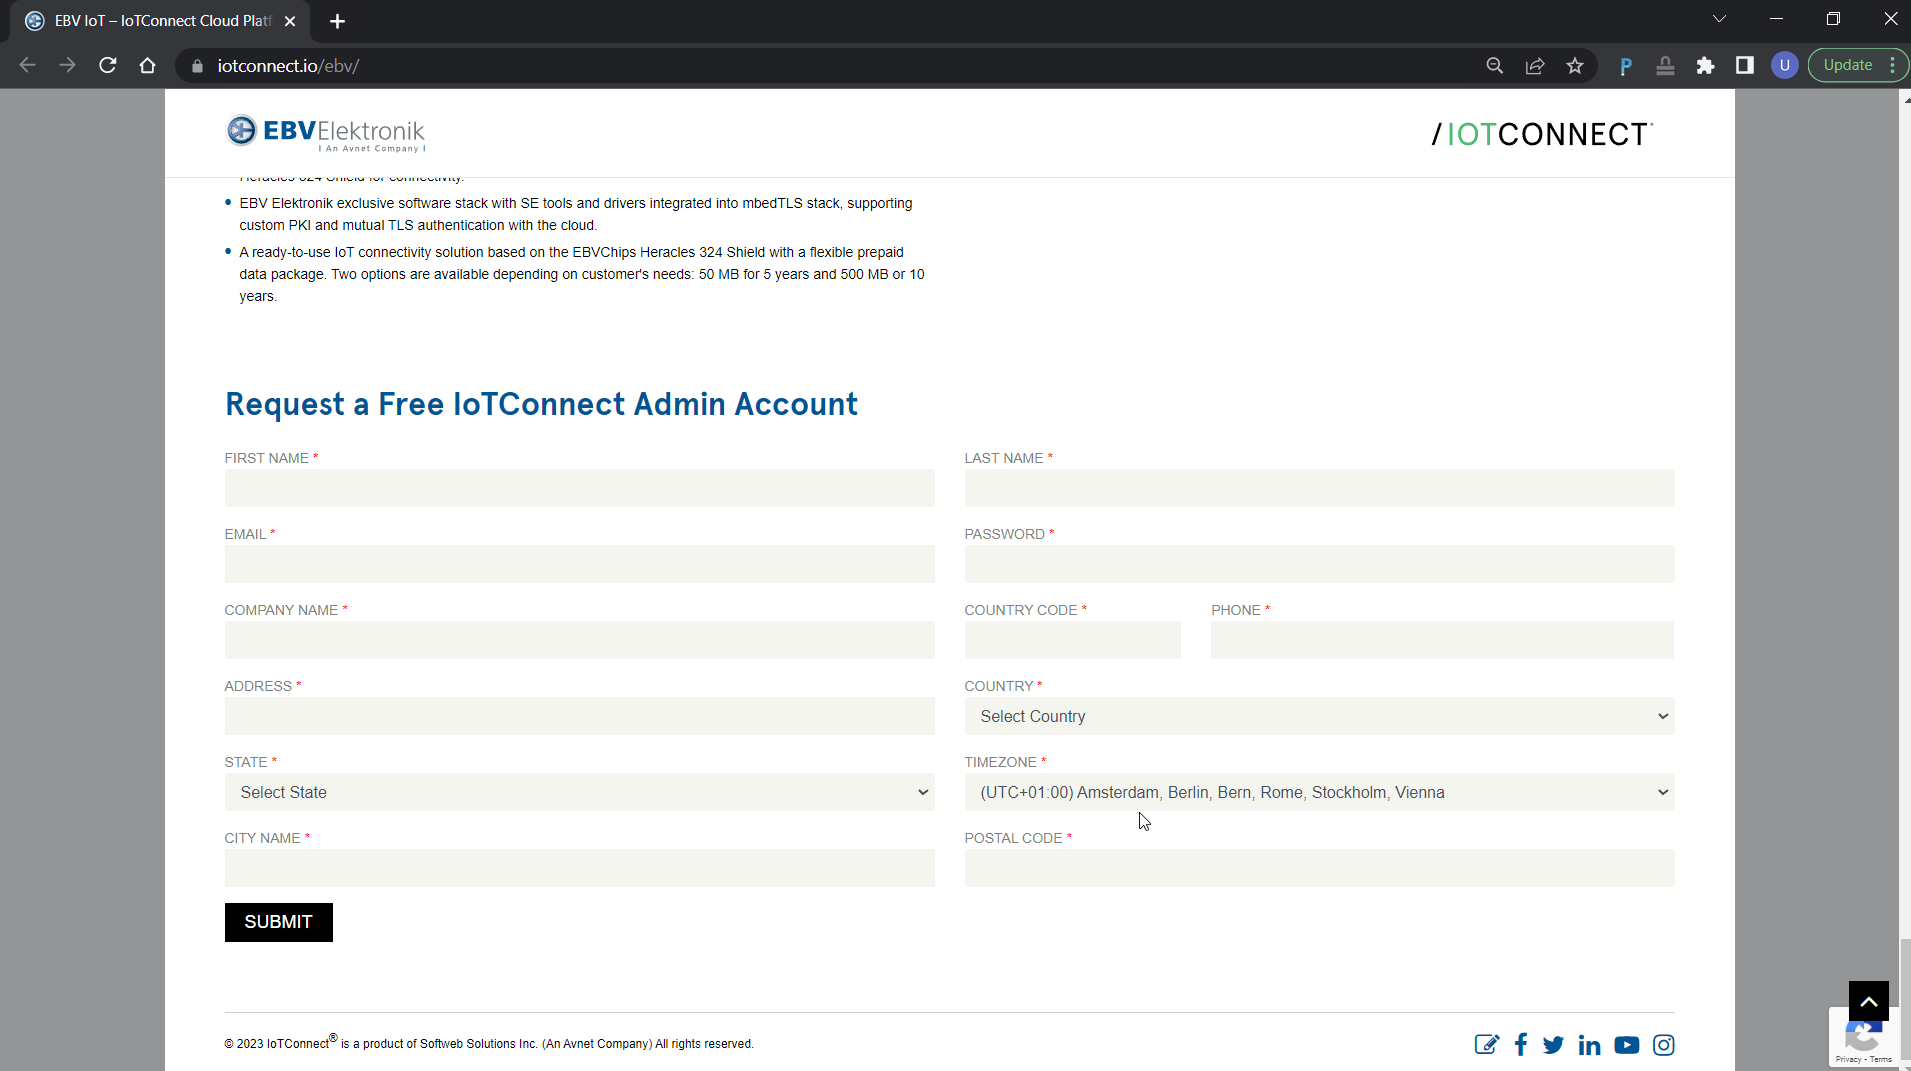 EBV IoT – IoTConnect Cloud Platf
iotconnect.io/ebv/
P
U
Update
EBVElektronik
| An Avnet Company |
/IOTCONNECT
Heracles 324 Shield for connectivity.
EBV Elektronik exclusive software stack with SE tools and drivers integrated into mbedTLS stack, supporting
custom PKI and mutual TLS authentication with the cloud.
A ready-to-use IoT connectivity solution based on the EBVChips Heracles 324 Shield with a flexible prepaid
data package. Two options are available depending on customer's needs: 50 MB for 5 years and 500 MB or 10
years.
Request a Free IoTConnect Admin Account
FIRST NAME *
LAST NAME *
EMAIL *
PASSWORD *
COMPANY NAME *
COUNTRY CODE *
PHONE *
ADDRESS *
COUNTRY *
Select Country
STATE *
Select State
TIMEZONE *
(UTC+01:00) Amsterdam, Berlin, Bern, Rome, Stockholm, Vienna
CITY NAME *
POSTAL CODE *
SUBMIT
© 2023 IoTConnect® is a product of Softweb Solutions Inc. (An Avnet Company) All rights reserved.
Privacy - Terms